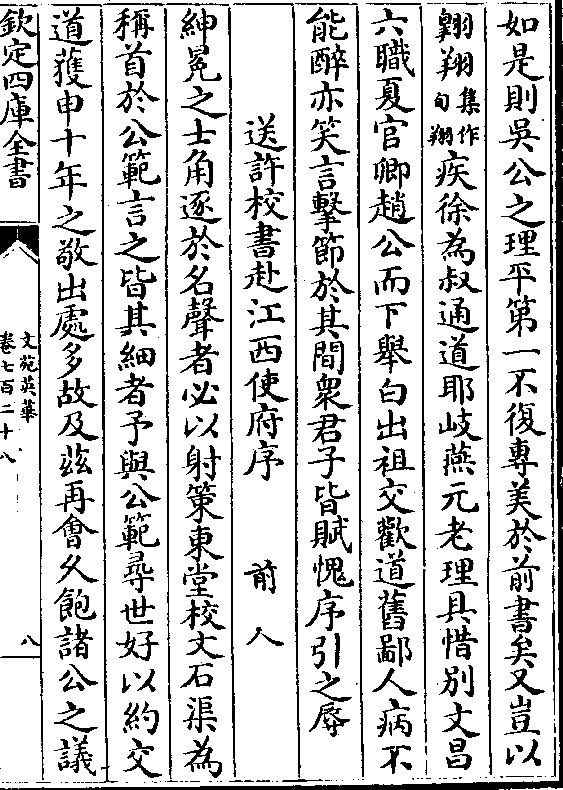 如是則吳公之理平第一不復專美於前書矣又豈以
翺翔集作句翔疾徐為叔通道耶岐燕元老理具惜别文昌
六職夏官卿趙公而下舉白出祖交歡道舊鄙人病不
能醉亦笑言擊節於其間衆君子皆賦愧序引之辱
送許校書赴江西使府序 前人
紳冕之士角逐於名聲者必以射策東堂校文石渠為
稱首於公範言之皆其細者予與公範尋世好以約交
道獲申十年之敬出處多故及兹再會久飽諸公之議
欽定四庫全書
文苑英華
卷七百二十八
八